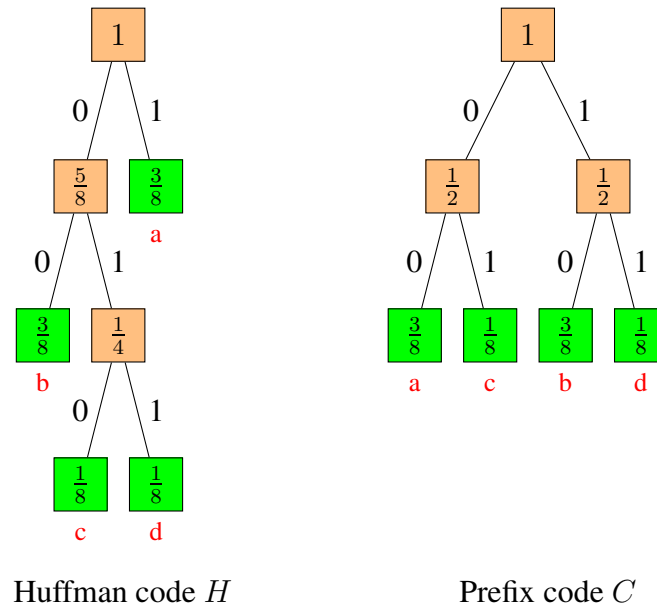 1 1
0 1 0 1
5/8 3/8 1/2 1/2
a
0 1 0 1 0 1
3/8 1/4 3/8 1/8 3/8 1/8
b a c b d
0 1
1/8 1/8
c d
Huffman code H Prefix code C